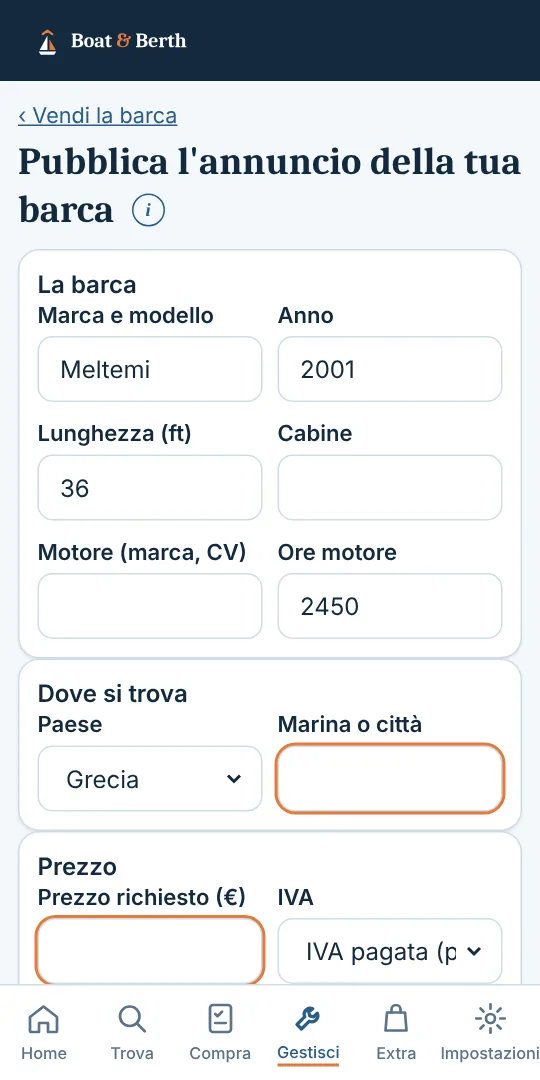 Boat & Berth
‹ Vendi la barca
Pubblica l'annuncio della tua
barca i
La barca
Marca e modello Anno
Meltemi 2001
Lunghezza (ft) Cabine
36
Motore (marca, CV) Ore motore
2450
Dove si trova
Paese Marina o città
Grecia
Prezzo
Prezzo richiesto (€) IVA
IVA pagata (p
Home Trova Compra Gestisci Extra Impostazioni